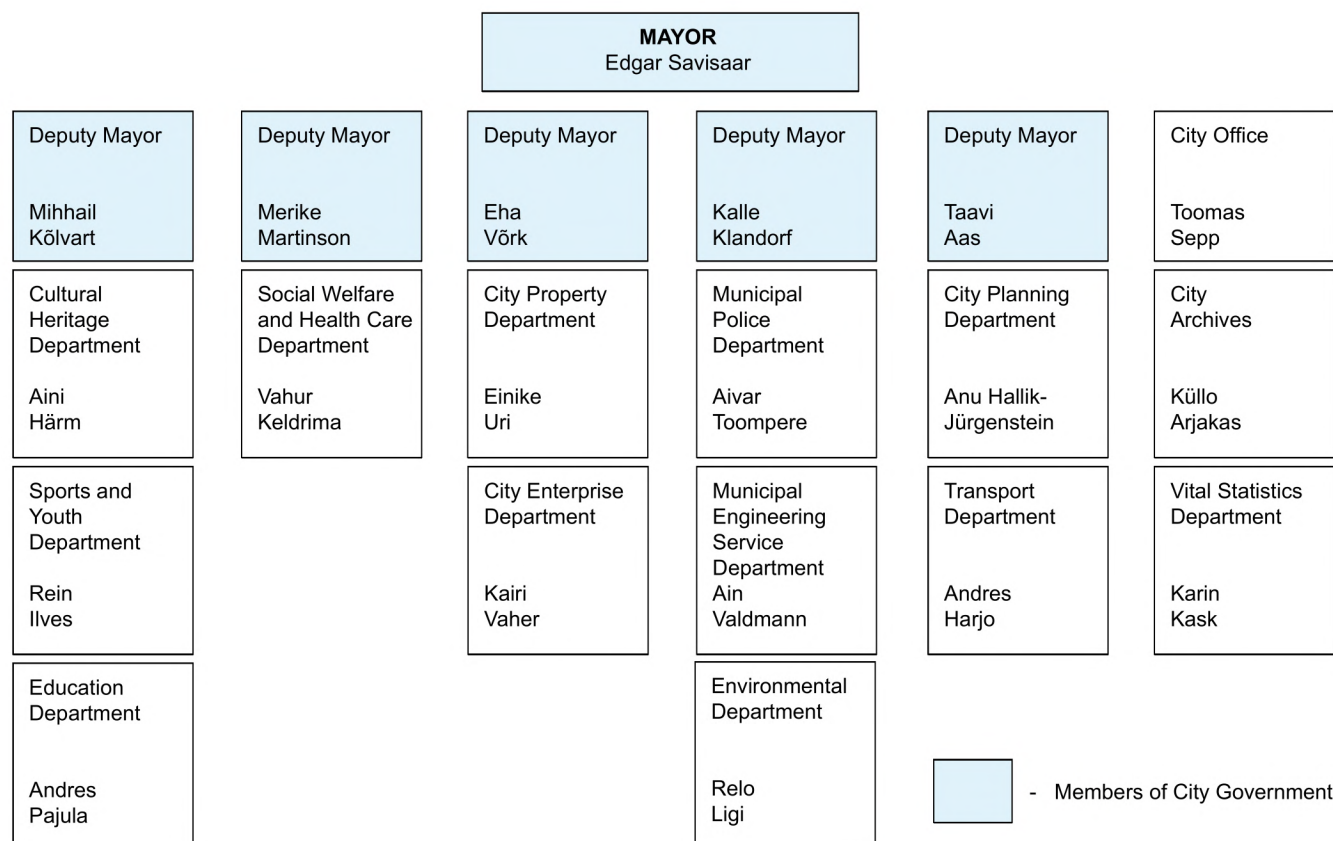 MAYOR
Edgar Savisaar
Deputy Mayor
Mihhail
Kõlvart
Deputy Mayor
Merike
Martinson
Deputy Mayor
Eha
Võrk
Deputy Mayor
Kalle
Klandorf
Deputy Mayor
Taavi
Aas
City Office
Toomas
Sepp
Cultural
Heritage
Department
Aini
Härm
Social Welfare
and Health Care
Department
Vahur
Keldrima
City Property
Department
Einike
Uri
Municipal
Police
Department
Aivar
Toompere
City Planning
Department
Anu Hallik-
Jürgenstein
City
Archives
Küllo
Arjakas
Sports and
Youth
Department
Rein
Ilves
City Enterprise
Department
Kairi
Vaher
Municipal
Engineering
Service
Department
Ain
Valdmann
Transport
Department
Andres
Harjo
Vital Statistics
Department
Karin
Kask
Education
Department
Andres
Pajula
Environmental
Department
Relo
Ligi
- Members of City Government